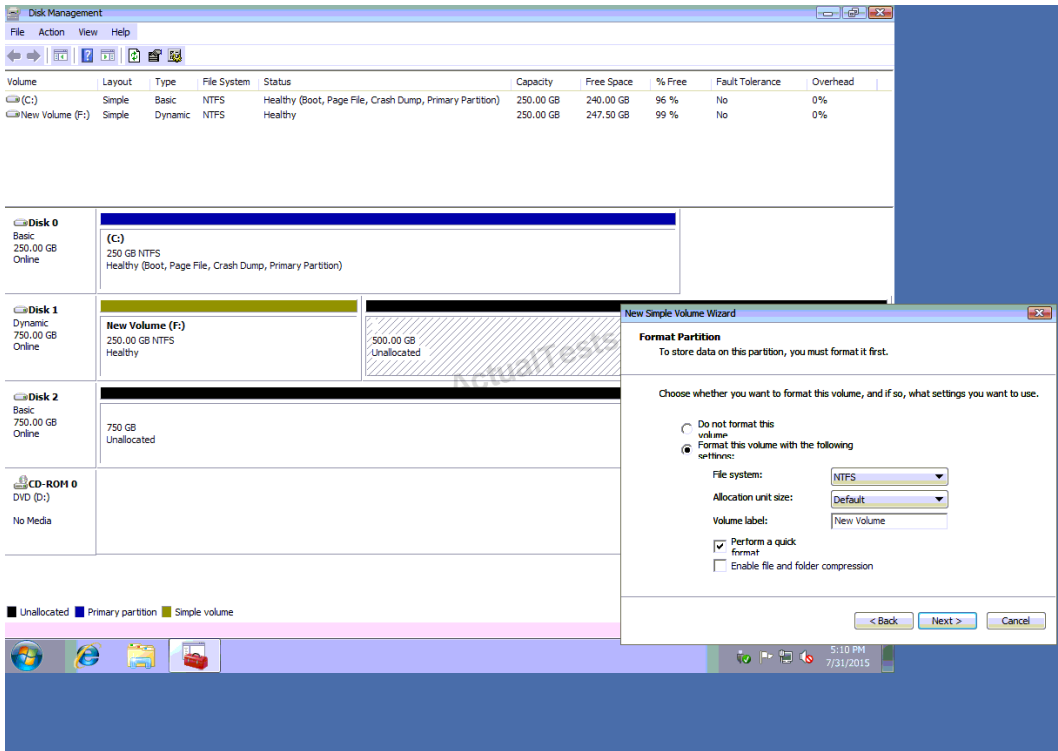 Disk Management
File Action View Help
Volume Layout Type File System Status Capacity Free Space % Free Fault Tolerance Overhead
(C:) Simple Basic NTFS Healthy (Boot, Page File, Crash Dump, Primary Partition) 250.00 GB 240.00 GB 96 % No 0%
New Volume (F:) Simple Dynamic NTFS Healthy 250.00 GB 247.50 GB 99 % No 0%
Disk 0
Basic
250.00 GB
Online
(C:)
250 GB NTFS
Healthy (Boot, Page File, Crash Dump, Primary Partition)
Disk 1
Dynamic
750.00 GB
Online
New Volume (F:)
250.00 GB NTFS
Healthy
500.00 GB
Unallocated
ActualTests
Disk 2
Basic
750.00 GB
Online
750 GB
Unallocated
CD-ROM 0
DVD (D:)
No Media
Unallocated Primary partition Simple volume
New Simple Volume Wizard
Format Partition
To store data on this partition, you must format it first.
Choose whether you want to format this volume, and if so, what settings you want to use.
Do not format this
volume
Format this volume with the following
settings:
File system: NTFS
Allocation unit size: Default
Volume label: New Volume
Perform a quick
format
Enable file and folder compression
< Back Next > Cancel
5:10 PM
7/31/2015